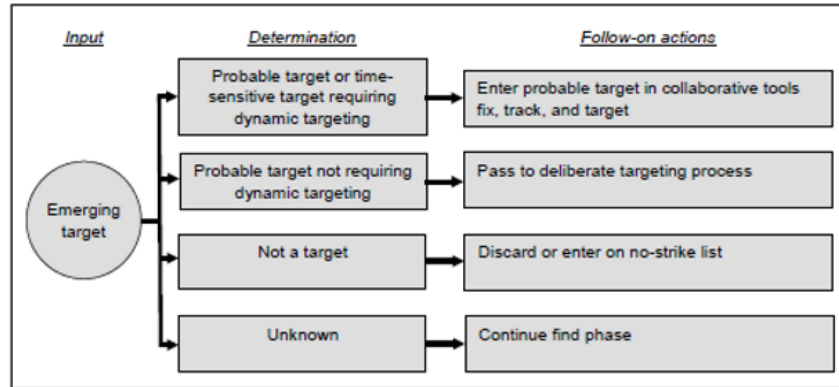 Input
Determination
Follow-on actions
Emerging
target
Probable target or time-
sensitive target requiring
dynamic targeting
Enter probable target in collaborative tools
fix, track, and target
Probable target not requiring
dynamic targeting
Pass to deliberate targeting process
Not a target
Discard or enter on no-strike list
Unknown
Continue find phase